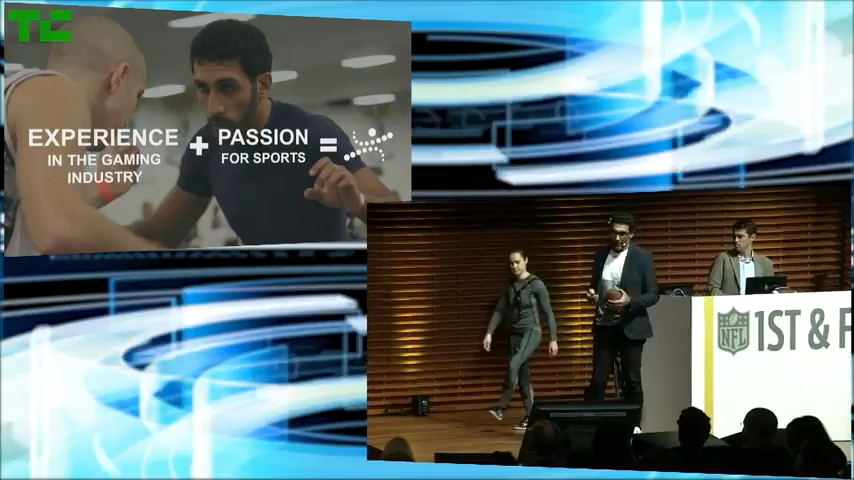 TC
EXPERIENCE
IN THE GAMING
INDUSTRY
+
PASSION
FOR SPORTS
=
NFL
1ST & F